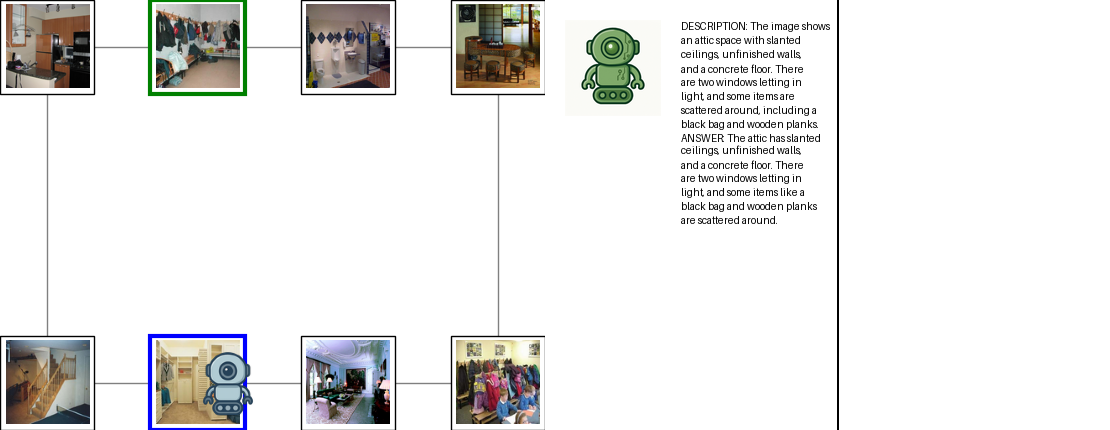 DESCRIPTION: The image shows
an attic space with slanted
ceilings, unfinished walls,
and a concrete floor. There
are two windows letting in
light, and some items are
scattered around, including a
black bag and wooden planks.
ANSWER: The attic has slanted
ceilings, unfinished walls,
and a concrete floor. There
are two windows letting in
light, and some items like a
black bag and wooden planks
are scattered around.